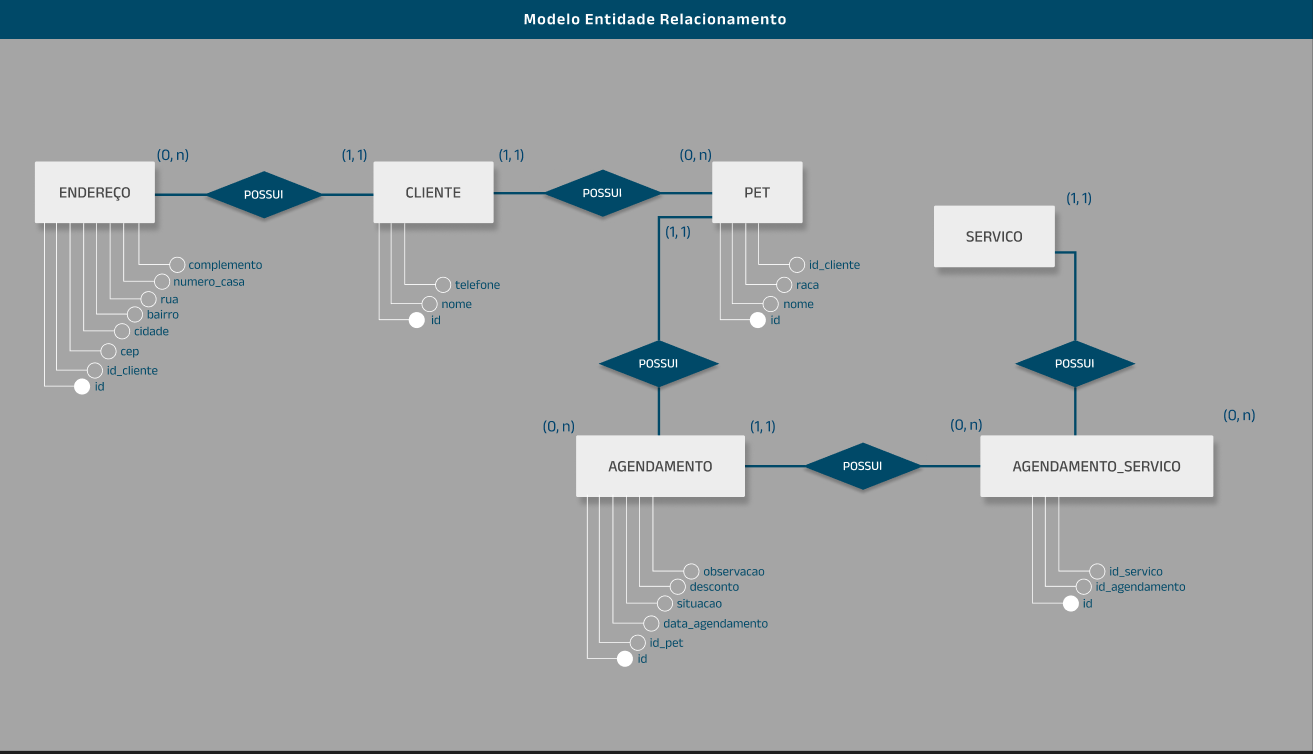 Modelo Entidade Relacionamento
(0, n)
(1, 1)
(1, 1)
(0, n)
ENDEREÇO
POSSUI
CLIENTE
POSSUI
PET
(1, 1)
SERVICO
(1, 1)
complemento
numero_casa
rua
bairro
cidade
cep
id_cliente
id
telefone
nome
id
id_cliente
raca
nome
id
POSSUI
POSSUI
(0, n)
(1, 1)
(0, n)
(0, n)
AGENDAMENTO
POSSUI
AGENDAMENTO_SERVICO
observacao
desconto
situacao
data_agendamento
id_pet
id
id_servico
id_agendamento
id